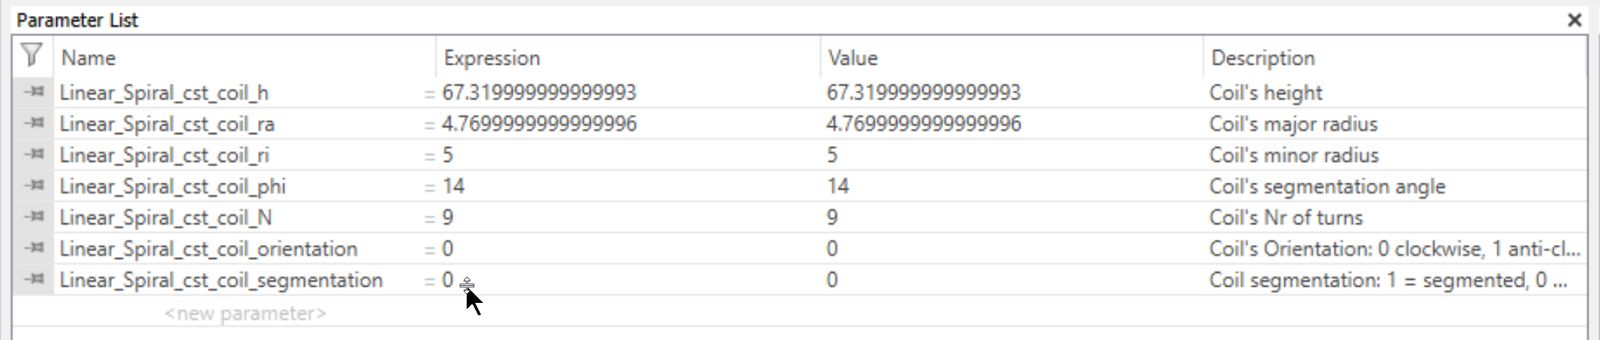 Parameter List
Name Expression Value Description
Linear_Spiral_cst_coil_h = 67.319999999999993 67.319999999999993 Coil's height
Linear_Spiral_cst_coil_ra = 4.7699999999999996 4.7699999999999996 Coil's major radius
Linear_Spiral_cst_coil_ri = 5 5 Coil's minor radius
Linear_Spiral_cst_coil_phi = 14 14 Coil's segmentation angle
Linear_Spiral_cst_coil_N = 9 9 Coil's Nr of turns
Linear_Spiral_cst_coil_orientation = 0 0 Coil's Orientation: 0 clockwise, 1 anti-cl...
Linear_Spiral_cst_coil_segmentation = 0 0 Coil segmentation: 1 = segmented, 0 ...
<new parameter>